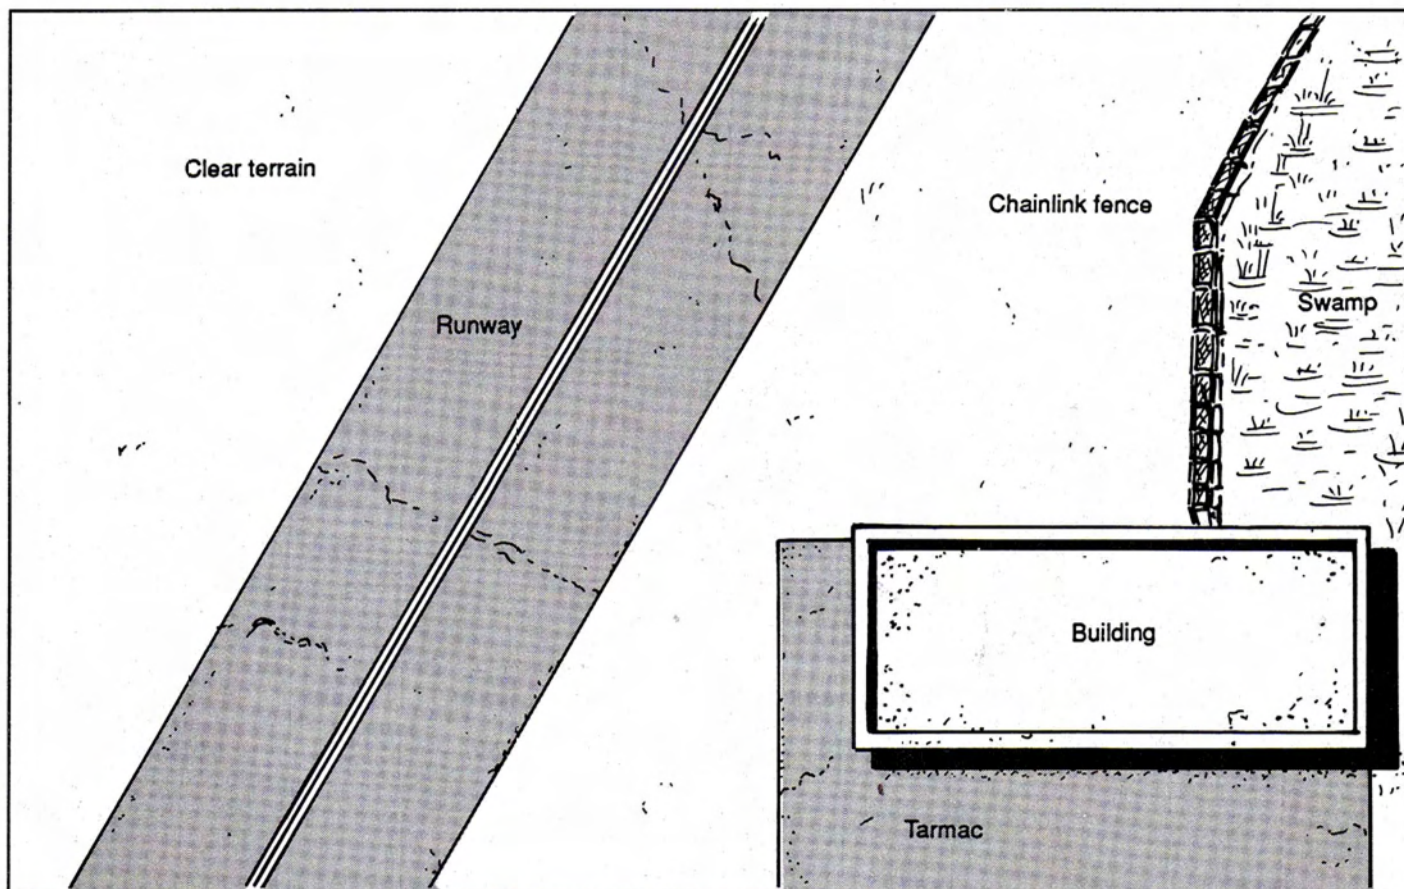 Clear terrain
Chainlink fence
Swamp
Runway
Building
Tarmac